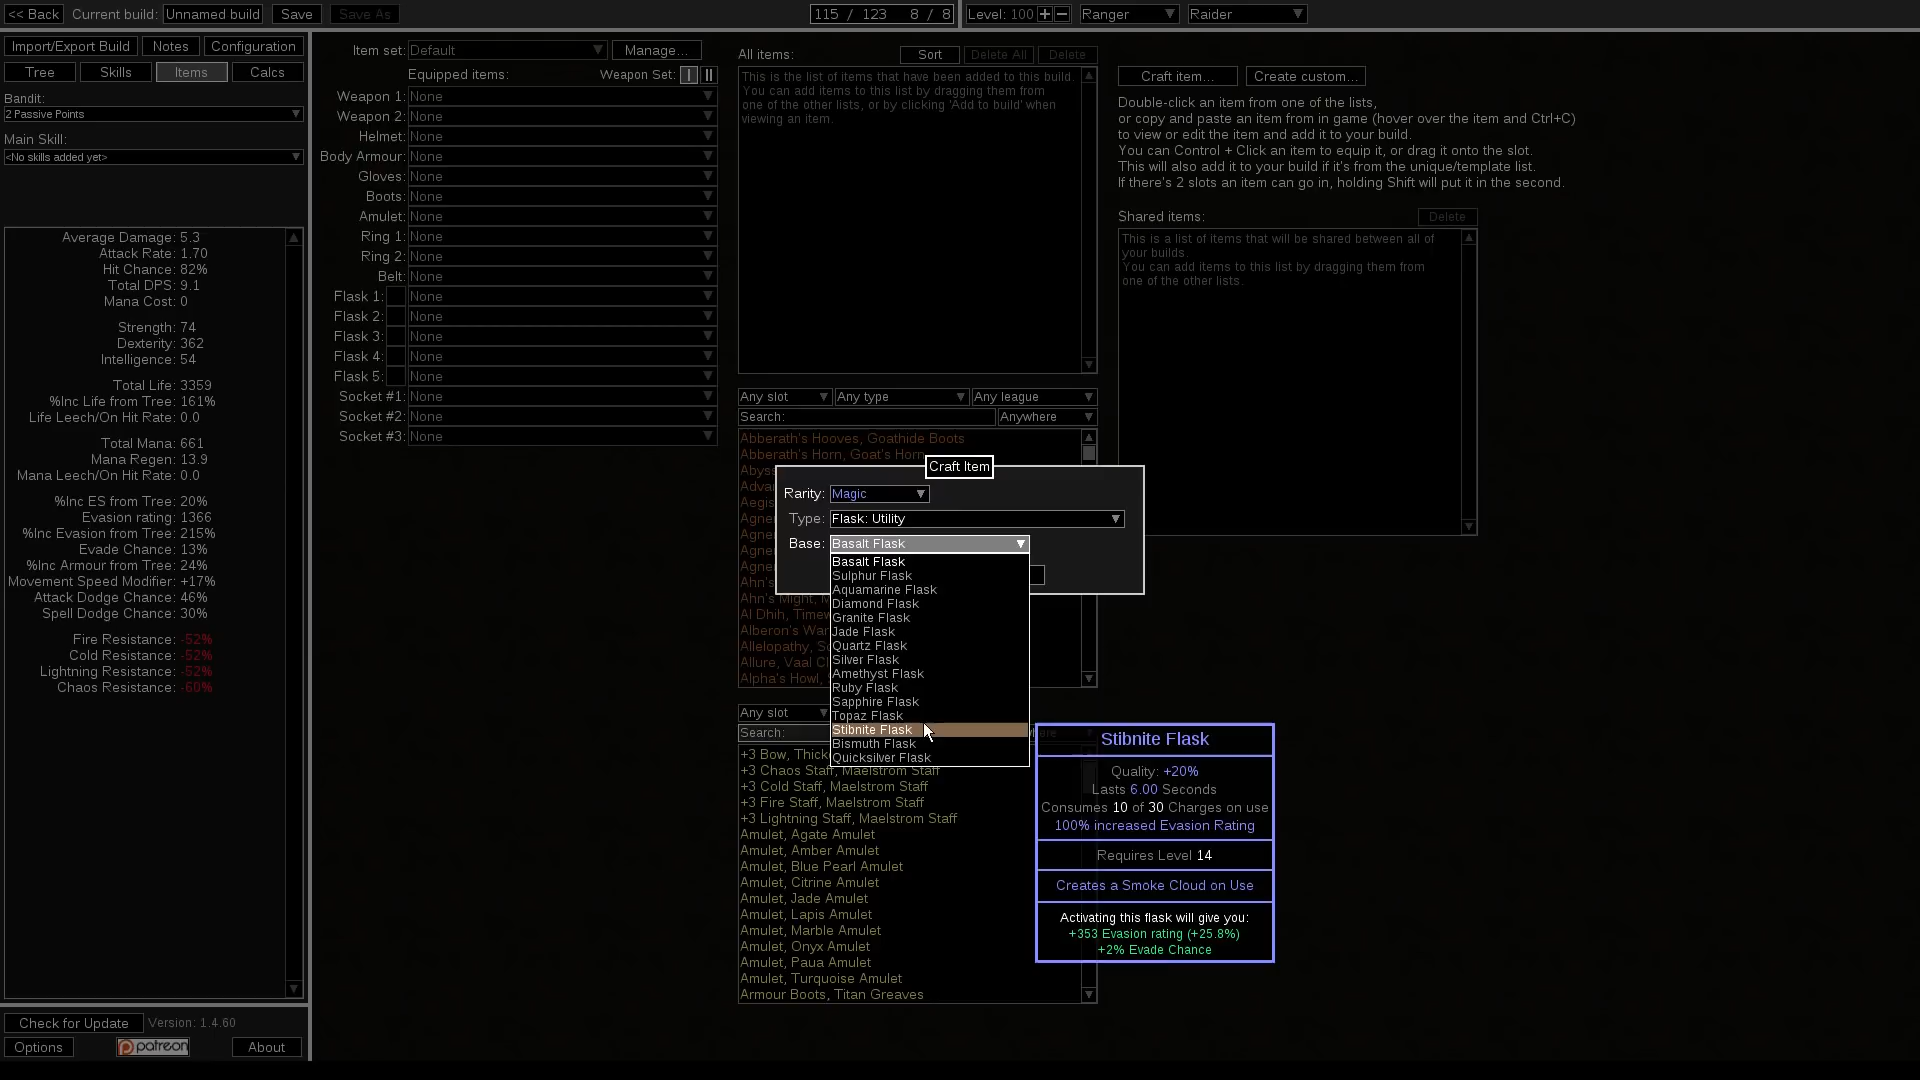 << Back
Current build: Unnamed build
Save
Save As
115 / 123 8 / 8
Level: 100 + −
Ranger
Raider
Import/Export Build
Notes
Configuration
Tree
Skills
Items
Calcs
Bandit:
2 Passive Points
Main Skill:
<No skills added yet>
Average Damage: 5.3
Attack Rate: 1.70
Hit Chance: 82%
Total DPS: 9.1
Mana Cost: 0
Strength: 74
Dexterity: 362
Intelligence: 54
Total Life: 3359
%Inc Life from Tree: 161%
Life Leech/On Hit Rate: 0.0
Total Mana: 661
Mana Regen: 13.9
Mana Leech/On Hit Rate: 0.0
%Inc ES from Tree: 20%
Evasion rating: 1366
%Inc Evasion from Tree: 215%
Evade Chance: 13%
%Inc Armour from Tree: 24%
Movement Speed Modifier: +17%
Attack Dodge Chance: 46%
Spell Dodge Chance: 30%
Fire Resistance: -52%
Cold Resistance: -52%
Lightning Resistance: -52%
Chaos Resistance: -60%
Check for Update
Version: 1.4.60
Options
patreon
About
Item set: Default
Manage...
Equipped items:
Weapon Set: I II
Weapon 1: None
Weapon 2: None
Helmet: None
Body Armour: None
Gloves: None
Boots: None
Amulet: None
Ring 1: None
Ring 2: None
Belt: None
Flask 1: None
Flask 2: None
Flask 3: None
Flask 4: None
Flask 5: None
Socket #1: None
Socket #2: None
Socket #3: None
All items:
Sort
Delete All
Delete
This is the list of items that have been added to this build.
You can add items to this list by dragging them from
one of the other lists, or by clicking 'Add to build' when
viewing an item.
Any slot
Any type
Any league
Search:
Anywhere
Abberath's Hooves, Goathide Boots
Abberath's Horn, Goat's Horn
Abyss
Advan
Aegis
Agner
Agner
Agner
Agner
Ahn's
Ahn's Might, M
Al Dhih, Timew
Alberon's War
Allelopathy, S
Allure, Vaal C
Alpha's Howl,
Craft Item
Rarity: Magic
Type: Flask: Utility
Base: Basalt Flask
Basalt Flask
Sulphur Flask
Aquamarine Flask
Diamond Flask
Granite Flask
Jade Flask
Quartz Flask
Silver Flask
Amethyst Flask
Ruby Flask
Sapphire Flask
Topaz Flask
Stibnite Flask
Bismuth Flask
Quicksilver Flask
Any slot
Search:
+3 Bow, Thick
+3 Chaos Staff, Maelstrom Staff
+3 Cold Staff, Maelstrom Staff
+3 Fire Staff, Maelstrom Staff
+3 Lightning Staff, Maelstrom Staff
Amulet, Agate Amulet
Amulet, Amber Amulet
Amulet, Blue Pearl Amulet
Amulet, Citrine Amulet
Amulet, Jade Amulet
Amulet, Lapis Amulet
Amulet, Marble Amulet
Amulet, Onyx Amulet
Amulet, Paua Amulet
Amulet, Turquoise Amulet
Armour Boots, Titan Greaves
Stibnite Flask
Quality: +20%
Lasts 6.00 Seconds
Consumes 10 of 30 Charges on use
100% increased Evasion Rating
Requires Level 14
Creates a Smoke Cloud on Use
Activating this flask will give you:
+353 Evasion rating (+25.8%)
+2% Evade Chance
Craft item...
Create custom...
Double-click an item from one of the lists,
or copy and paste an item from in game (hover over the item and Ctrl+C)
to view or edit the item and add it to your build.
You can Control + Click an item to equip it, or drag it onto the slot.
This will also add it to your build if it's from the unique/template list.
If there's 2 slots an item can go in, holding Shift will put it in the second.
Shared items:
Delete
This is a list of items that will be shared between all of
your builds.
You can add items to this list by dragging them from
one of the other lists.